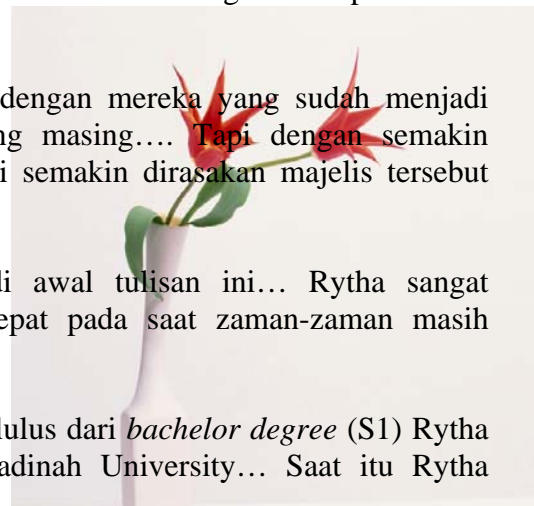 dengan mereka yang sudah menjadi
ng masing…. Tapi dengan semakin
i semakin dirasakan majelis tersebut
di awal tulisan ini… Rytha sangat
epat pada saat zaman-zaman masih
lulus dari bachelor degree (S1) Rytha
adinah University… Saat itu Rytha